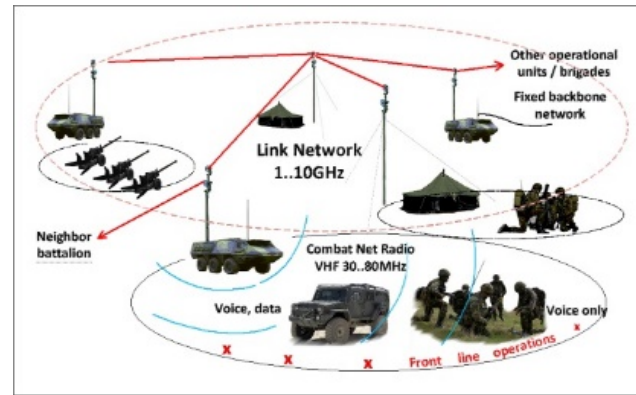 Other operational
units / brigades
Fixed backbone
network
Link Network
1..10GHz
Neighbor
battalion
Combat Net Radio
VHF 30..80MHz
Voice, data
Voice only
x x x Front line operations x